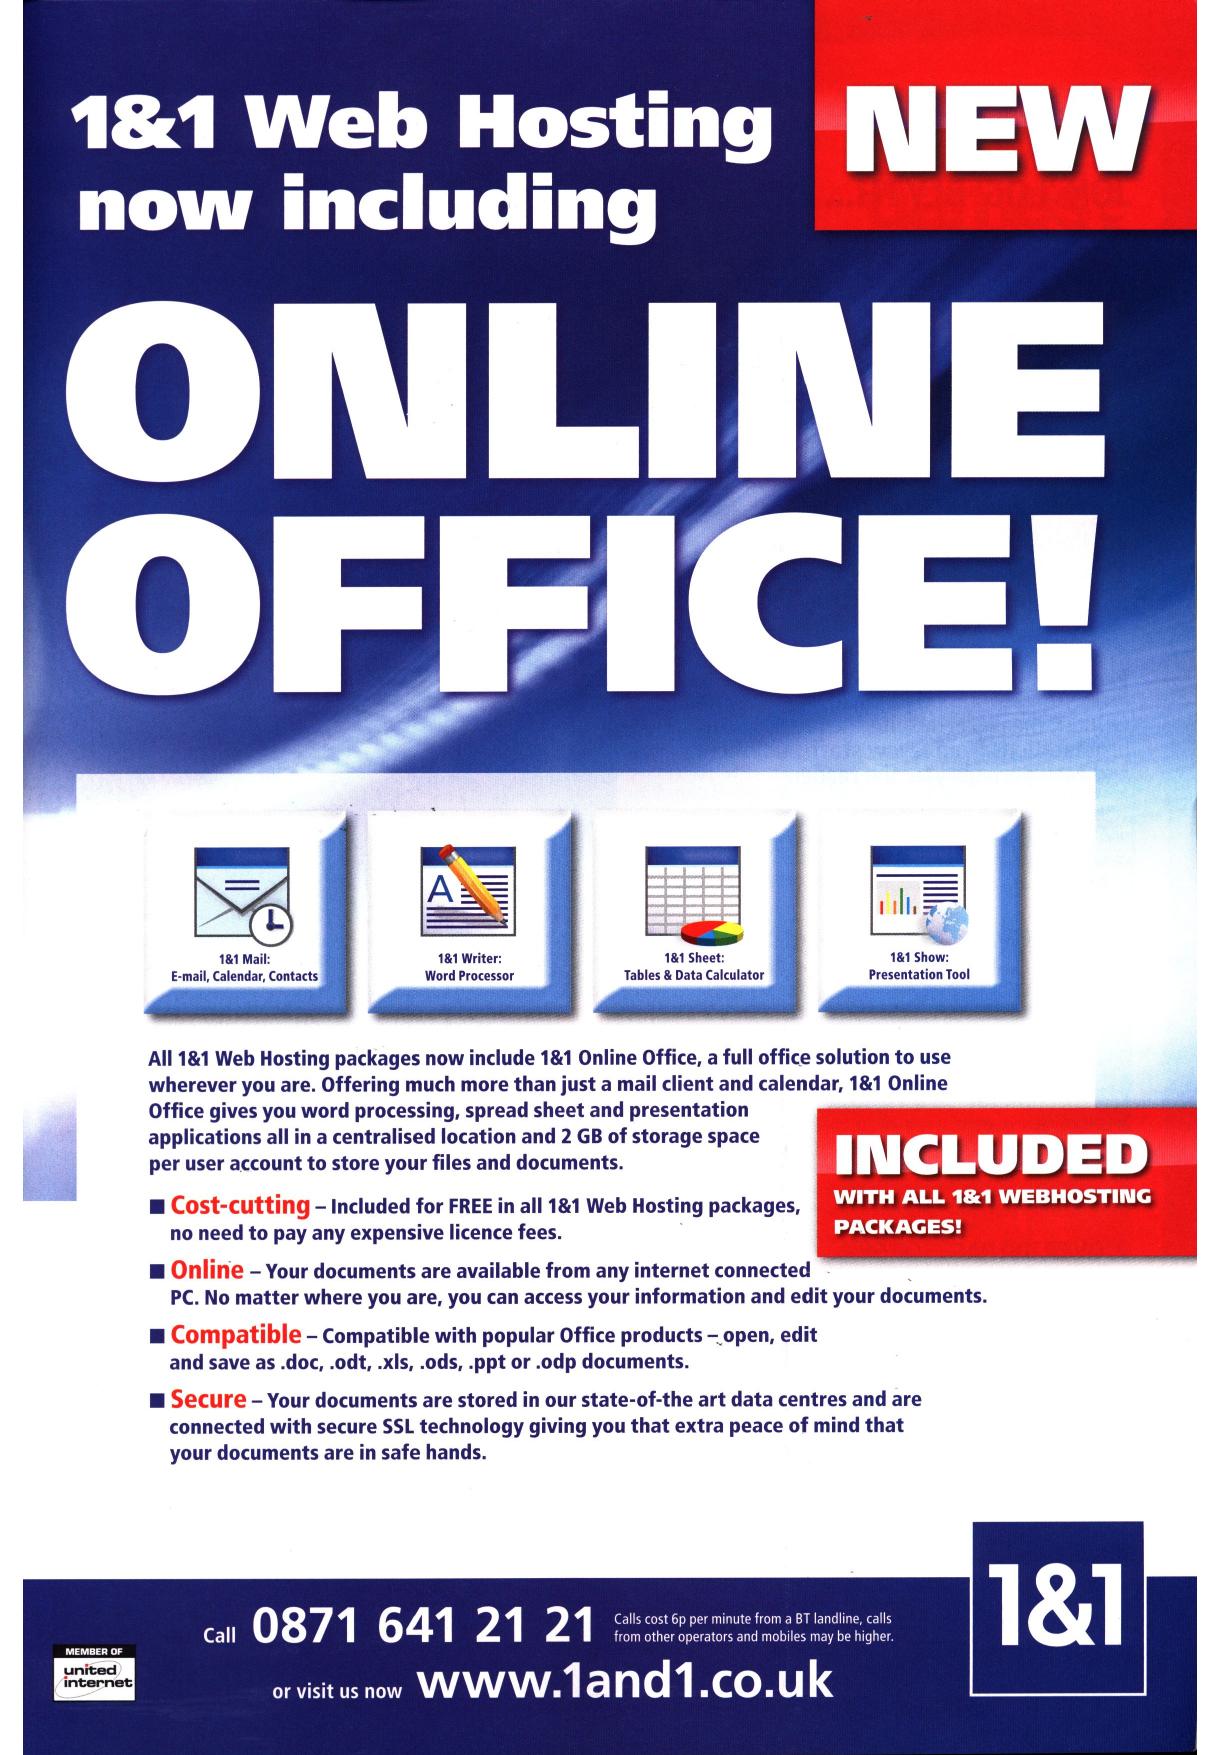 1&1 Web Hosting
now including
NEW
ONLINE
OFFICE!
1&1 Mail:
E-mail, Calendar, Contacts
A
1&1 Writer:
Word Processor
1&1 Sheet:
Tables & Data Calculator
1&1 Show:
Presentation Tool
All 1&1 Web Hosting packages now include 1&1 Online Office, a full office solution to use
wherever you are. Offering much more than just a mail client and calendar, 1&1 Online
Office gives you word processing, spread sheet and presentation
applications all in a centralised location and 2 GB of storage space
per user account to store your files and documents.
INCLUDED
WITH ALL 1&1 WEBHOSTING
PACKAGES!
■ Cost-cutting – Included for FREE in all 1&1 Web Hosting packages,
no need to pay any expensive licence fees.
■ Online – Your documents are available from any internet connected
PC. No matter where you are, you can access your information and edit your documents.
■ Compatible – Compatible with popular Office products – open, edit
and save as .doc, .odt, .xls, .ods, .ppt or .odp documents.
■ Secure – Your documents are stored in our state-of-the art data centres and are
connected with secure SSL technology giving you that extra peace of mind that
your documents are in safe hands.
1&1
Call 0871 641 21 21
Calls cost 6p per minute from a BT landline, calls
from other operators and mobiles may be higher.
MEMBER OF
united
internet
or visit us now www.1and1.co.uk